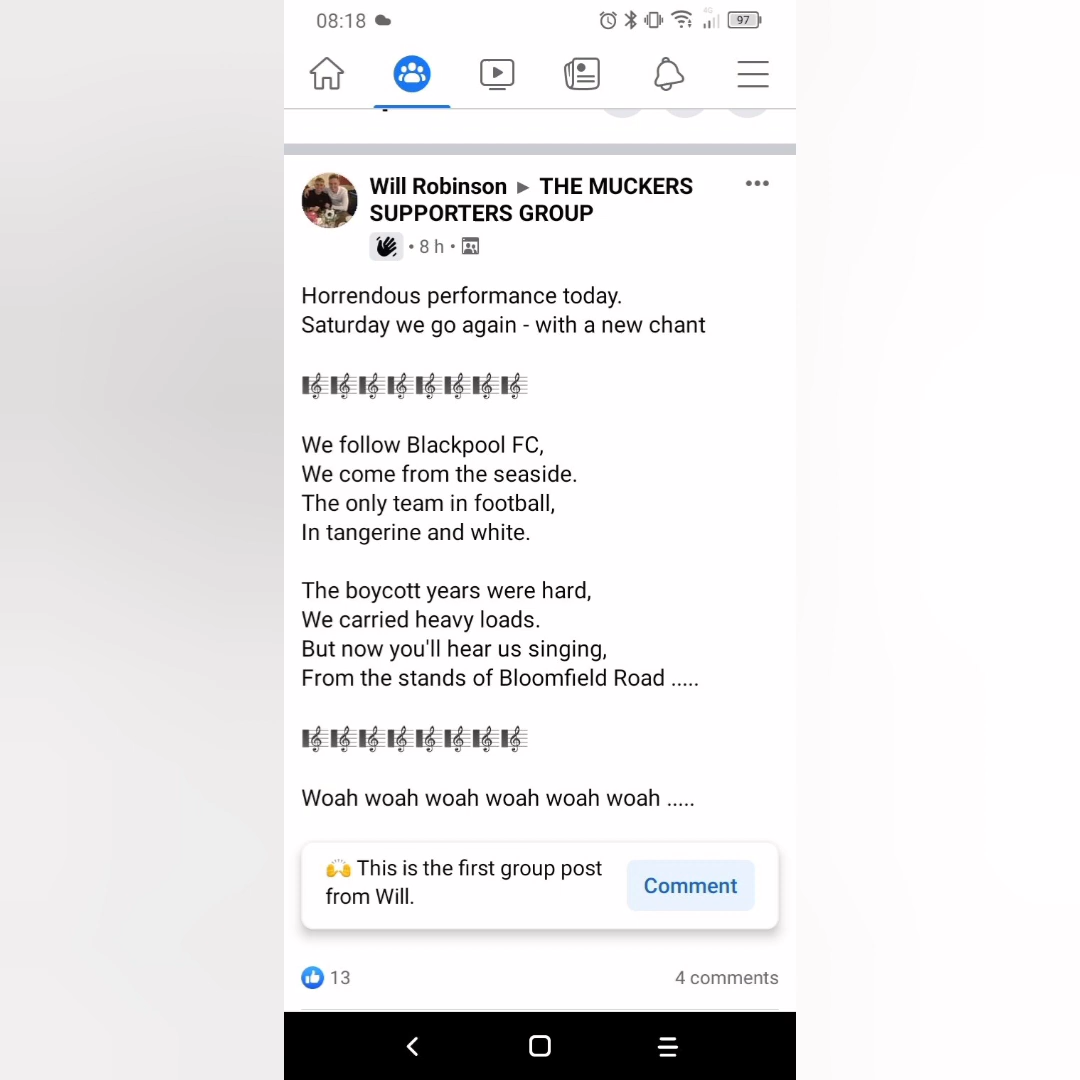 08:18
4G
97
Will Robinson ▸ THE MUCKERS
SUPPORTERS GROUP
• 8 h •
Horrendous performance today.
Saturday we go again - with a new chant
🎼🎼🎼🎼🎼🎼🎼🎼
We follow Blackpool FC,
We come from the seaside.
The only team in football,
In tangerine and white.
The boycott years were hard,
We carried heavy loads.
But now you'll hear us singing,
From the stands of Bloomfield Road .....
🎼🎼🎼🎼🎼🎼🎼🎼
Woah woah woah woah woah woah .....
🙌 This is the first group post
from Will.
Comment
13
4 comments